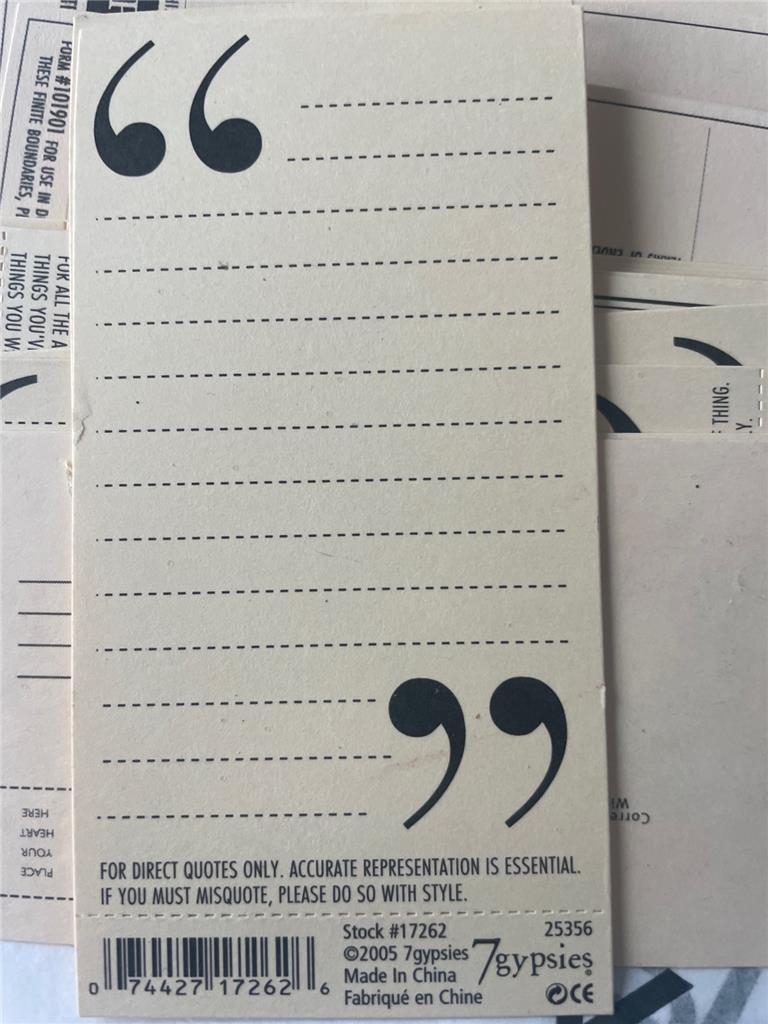 FORM #101901 FOR USE IN
THESE FINITE BOUNDARIES,
FOR ALL THE
THINGS
THINGS YOU
THING.
“
”
HERE
HEART
YOUR
PLACE
FOR DIRECT QUOTES ONLY. ACCURATE REPRESENTATION IS ESSENTIAL.
IF YOU MUST MISQUOTE, PLEASE DO SO WITH STYLE.
Stock #17262 25356
©2005 7gypsies 7gypsies®
Made In China
Fabriqué en Chine CE
0 74427 17262 6